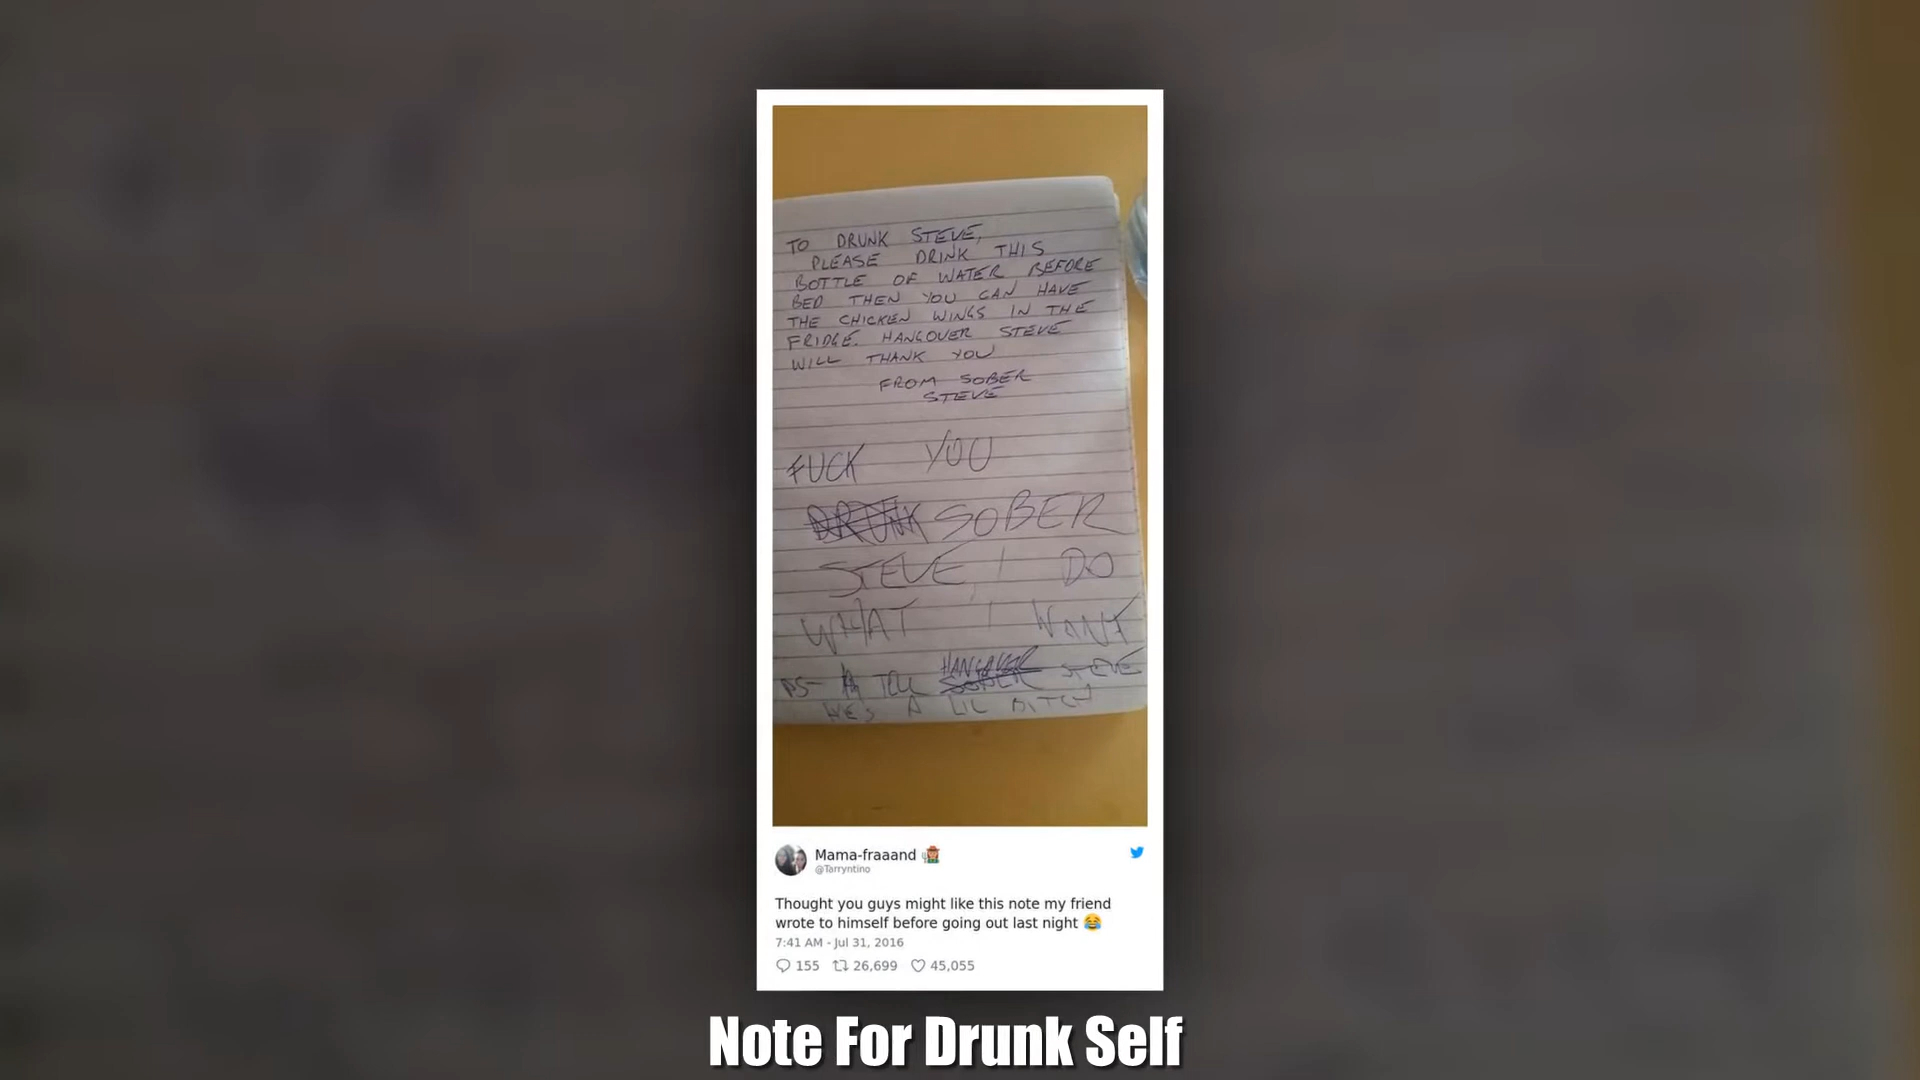 TO DRUNK STEVE,
PLEASE DRINK THIS
BOTTLE OF WATER BEFORE
BED THEN YOU CAN HAVE
THE CHICKEN WINGS IN THE
FRIDGE. HANGOVER STEVE
WILL THANK YOU
FROM SOBER
STEVE
FUCK YOU
DRUNK SOBER
STEVE, I DO
WHAT I WANT
HANGOVER
PS- TELL SOBER STEVE
HE'S A LIL BITCH
Mama-fraaand
@Tarryntino
Thought you guys might like this note my friend
wrote to himself before going out last night 😂
7:41 AM - Jul 31, 2016
155 26,699 45,055
Note For Drunk Self